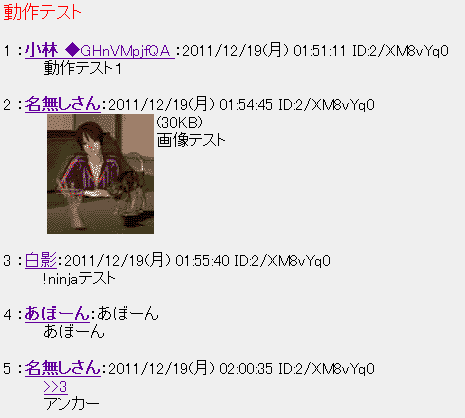 動作テスト
1 ：小林 ◆GHnVMpjfQA ：2011/12/19(月) 01:51:11 ID:2/XM8vYq0
動作テスト1
2 ：名無しさん：2011/12/19(月) 01:54:45 ID:2/XM8vYq0
(30KB)
画像テスト
3 ：白影：2011/12/19(月) 01:55:40 ID:2/XM8vYq0
!ninjaテスト
4 ：あぼーん：あぼーん
あぼーん
5 ：名無しさん：2011/12/19(月) 02:00:35 ID:2/XM8vYq0
>>3
アンカー